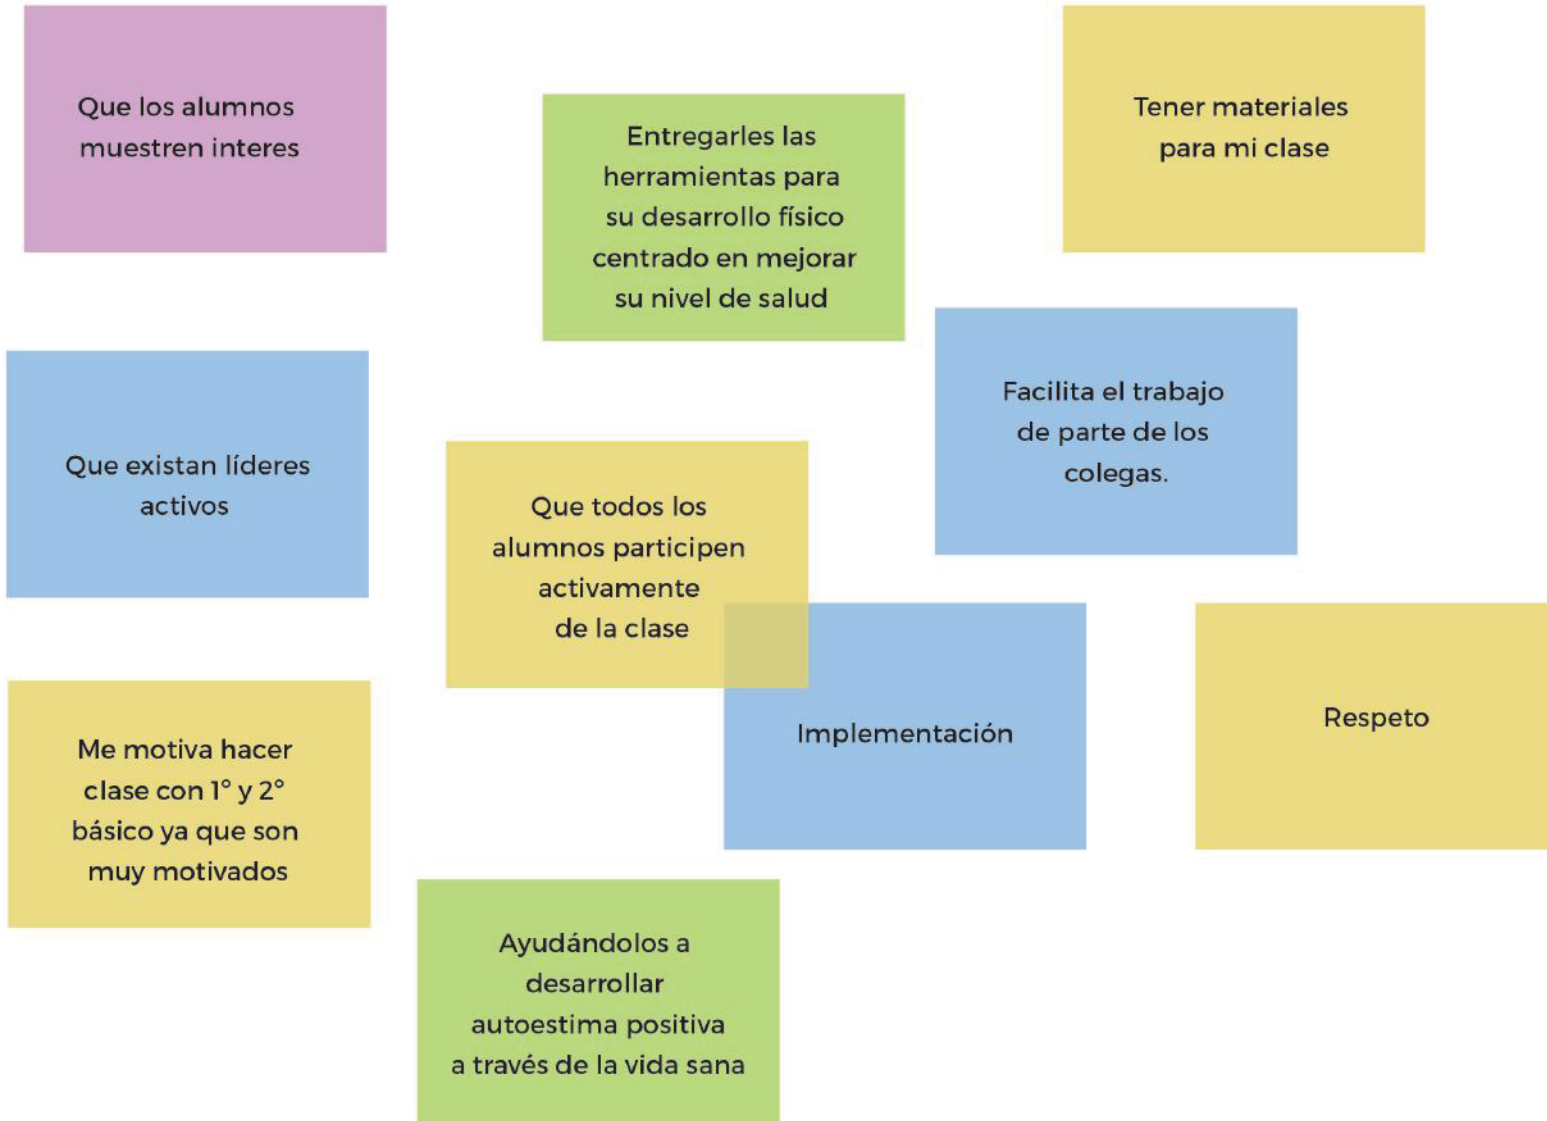 Que los alumnos
muestren interes
Entregarles las
herramientas para
su desarrollo físico
centrado en mejorar
su nivel de salud
Tener materiales
para mi clase
Que existan líderes
activos
Que todos los
alumnos participen
activamente
de la clase
Facilita el trabajo
de parte de los
colegas.
Me motiva hacer
clase con 1° y 2°
básico ya que son
muy motivados
Implementación
Respeto
Ayudándolos a
desarrollar
autoestima positiva
a través de la vida sana